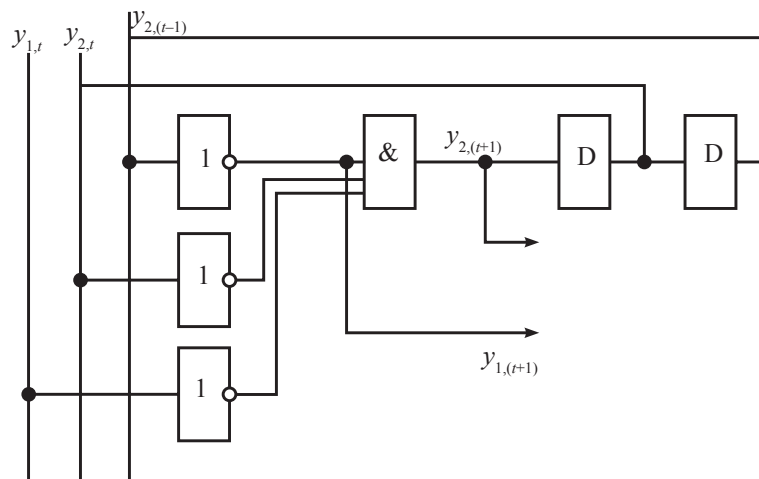 y2,(t–1)
y1,t y2,t
1 & y2,(t+1) D D
1
y1,(t+1)
1